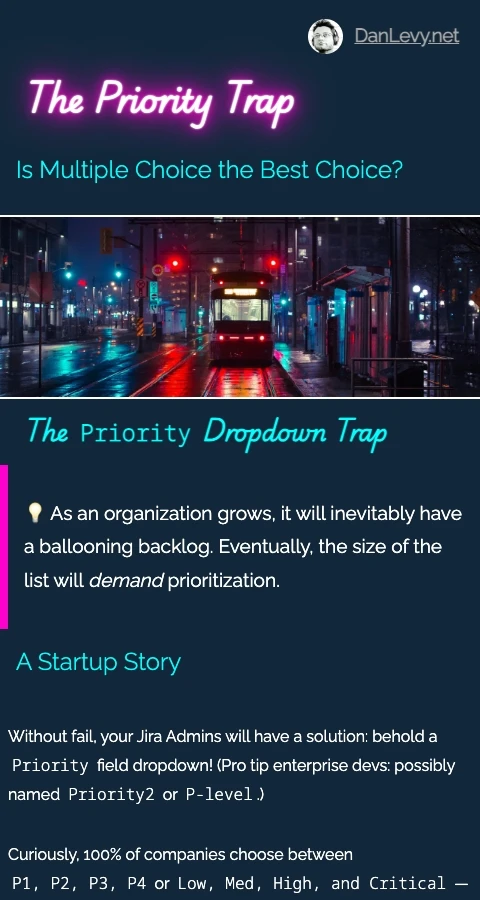 DanLevy.net
The Priority Trap
Is Multiple Choice the Best Choice?
The Priority Dropdown Trap
💡 As an organization grows, it will inevitably have
a ballooning backlog. Eventually, the size of the
list will demand prioritization.
A Startup Story
Without fail, your Jira Admins will have a solution: behold a
Priority field dropdown! (Pro tip enterprise devs: possibly
named Priority2 or P-level.)
Curiously, 100% of companies choose between
P1, P2, P3, P4 or Low, Med, High, and Critical —